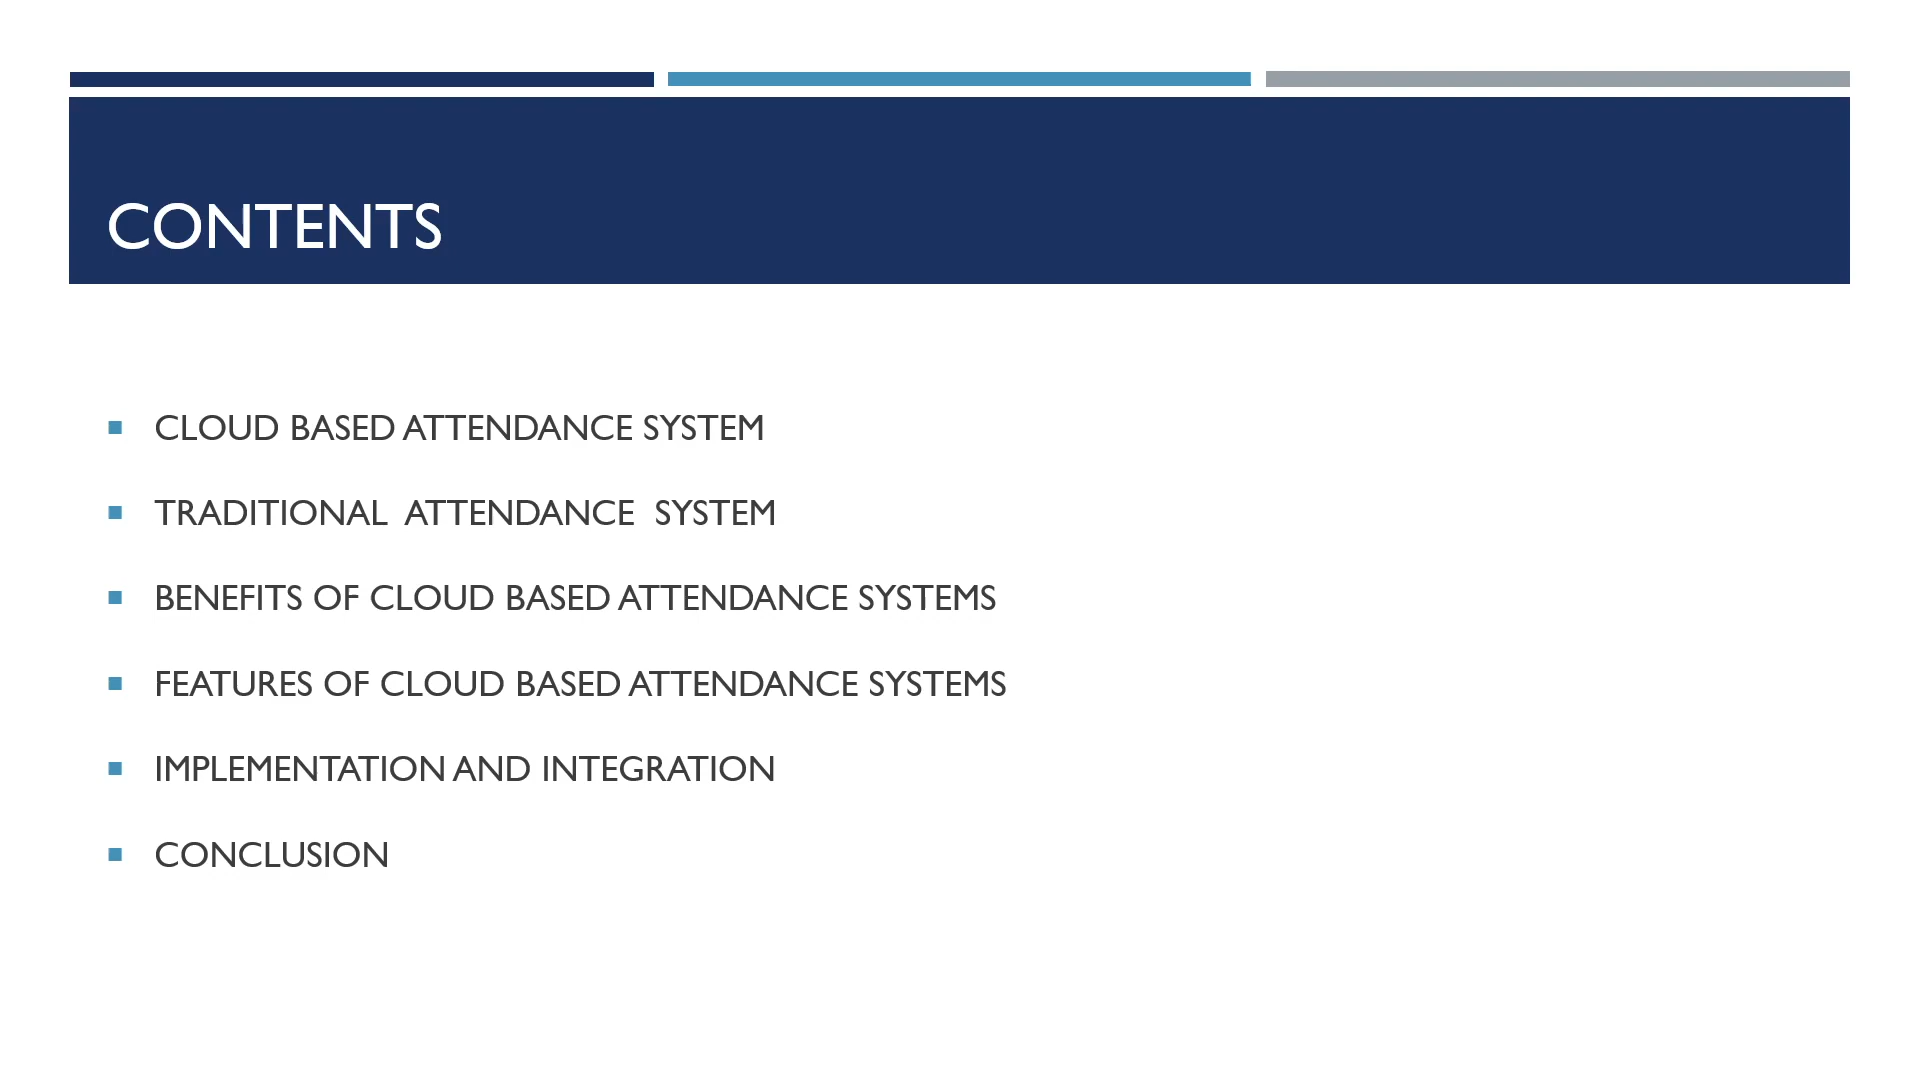 CONTENTS
CLOUD BASED ATTENDANCE SYSTEM
TRADITIONAL ATTENDANCE SYSTEM
BENEFITS OF CLOUD BASED ATTENDANCE SYSTEMS
FEATURES OF CLOUD BASED ATTENDANCE SYSTEMS
IMPLEMENTATION AND INTEGRATION
CONCLUSION